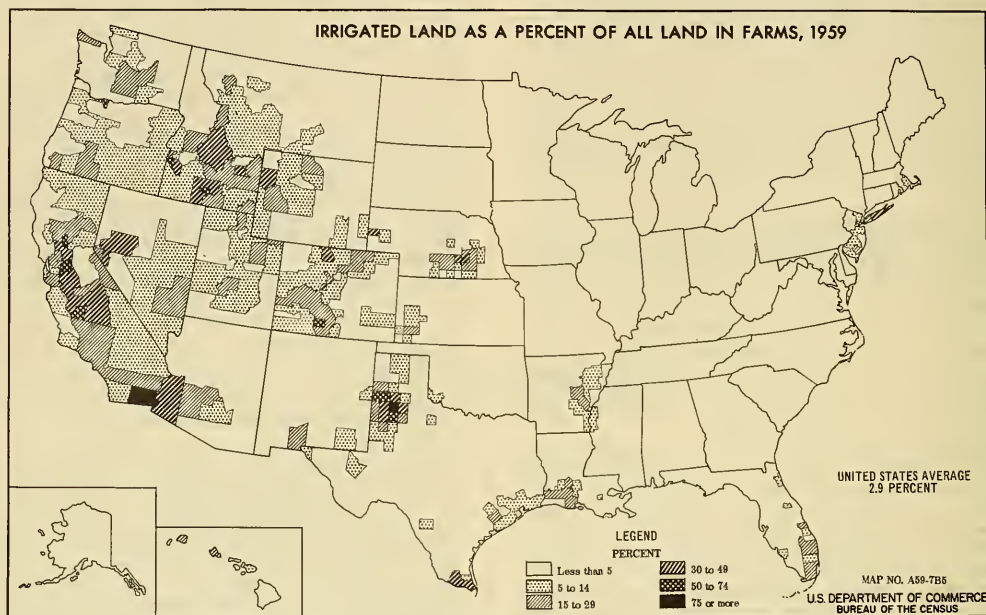 IRRIGATED LAND AS A PERCENT OF ALL LAND IN FARMS, 1959
UNITED STATES AVERAGE
2.9 PERCENT
LEGEND
PERCENT
Less than 5
5 to 14
15 to 29
30 to 49
50 to 74
75 or more
MAP NO. A59-7B5
U.S. DEPARTMENT OF COMMERCE
BUREAU OF THE CENSUS